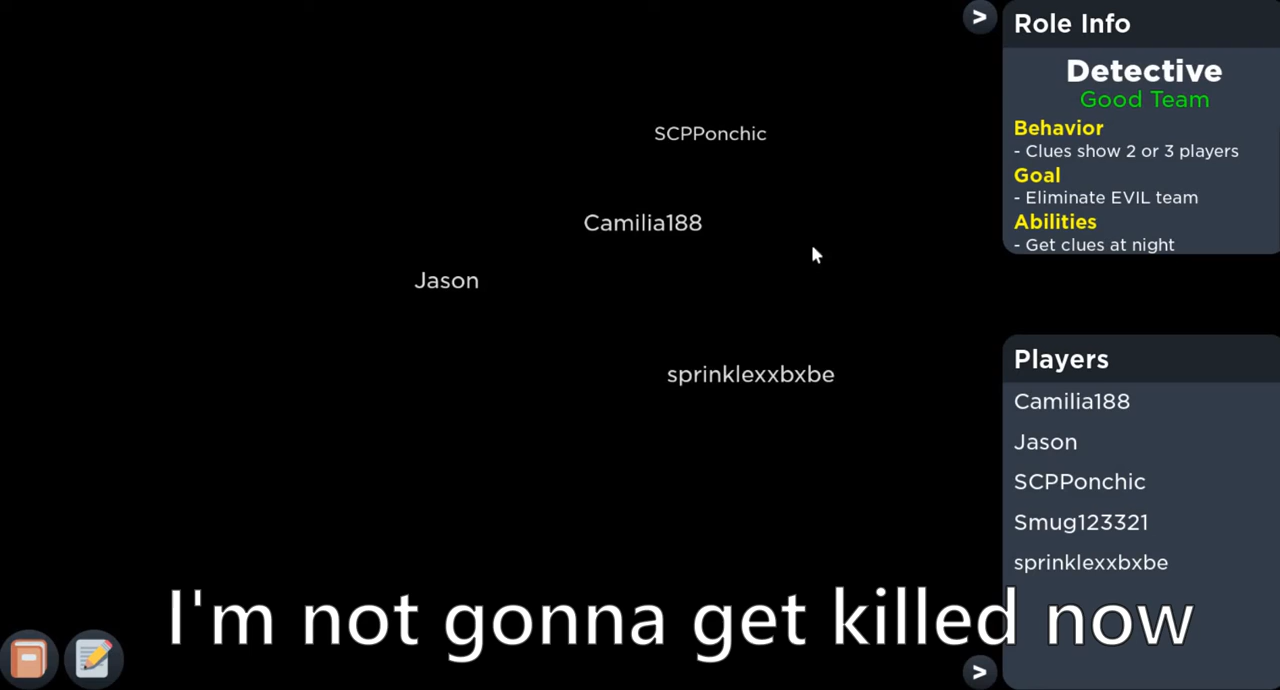 >
Role Info
Detective
Good Team
Behavior
- Clues show 2 or 3 players
Goal
- Eliminate EVIL team
Abilities
- Get clues at night
SCPPonchic
Camilia188
Jason
sprinklexxbxbe
Players
Camilia188
Jason
SCPPonchic
Smug123321
sprinklexxbxbe
I'm not gonna get killed now
>